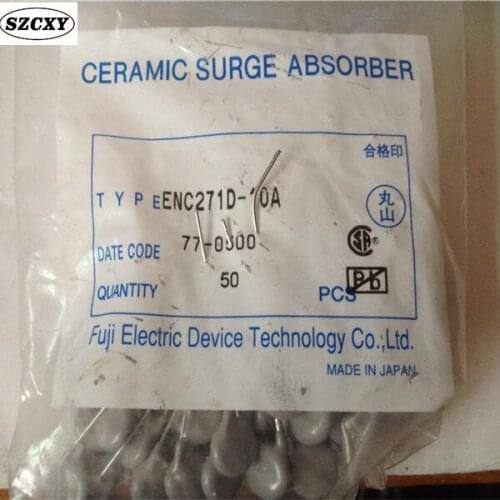 SZCXY
CERAMIC SURGE ABSORBER
合格印
TYPE ENC271D-10A
丸山
DATE CODE 77-0500
QUANTITY 50 PCS
Pb
Fuji Electric Device Technology Co.,Ltd.
MADE IN JAPAN